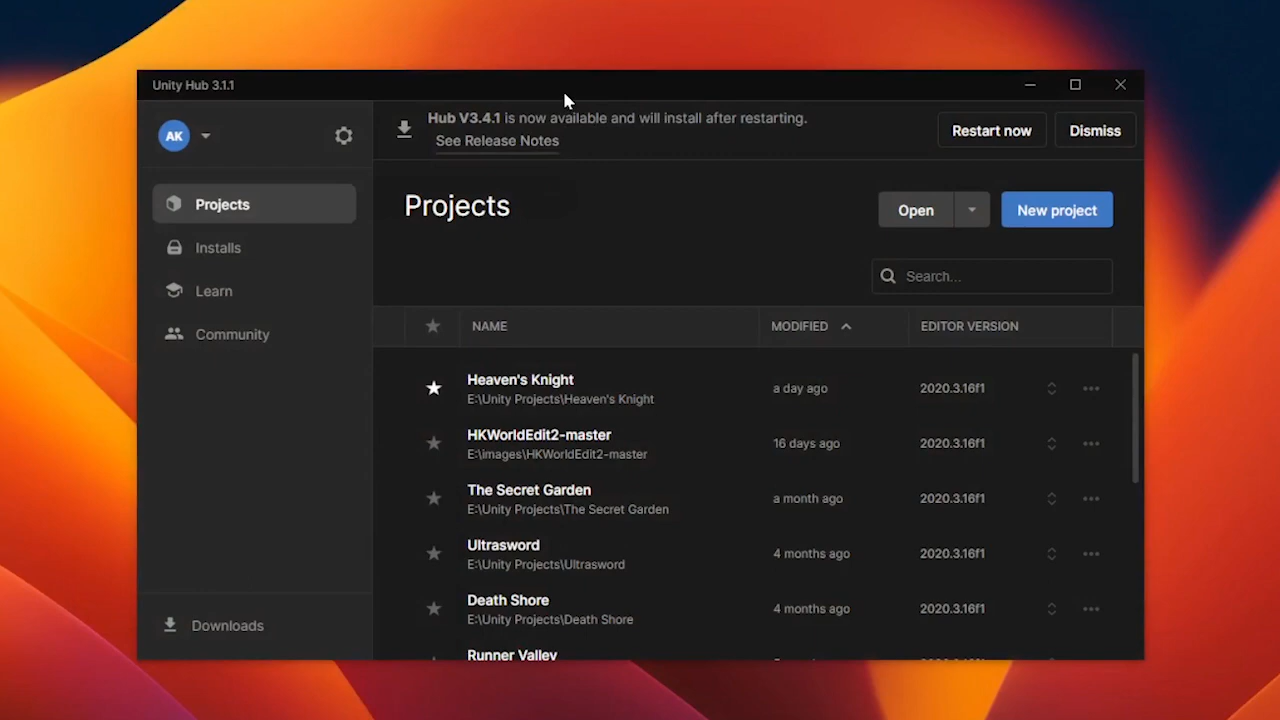 Unity Hub 3.1.1
AK
Hub V3.4.1 is now available and will install after restarting.
See Release Notes
Restart now
Dismiss
Projects
Installs
Learn
Community
Downloads
Projects
Open
New project
Search...
NAME
MODIFIED
EDITOR VERSION
Heaven's Knight
E:\Unity Projects\Heaven's Knight
a day ago
2020.3.16f1
HKWorldEdit2-master
E:\images\HKWorldEdit2-master
16 days ago
2020.3.16f1
The Secret Garden
E:\Unity Projects\The Secret Garden
a month ago
2020.3.16f1
Ultrasword
E:\Unity Projects\Ultrasword
4 months ago
2020.3.16f1
Death Shore
E:\Unity Projects\Death Shore
4 months ago
2020.3.16f1
Runner Valley